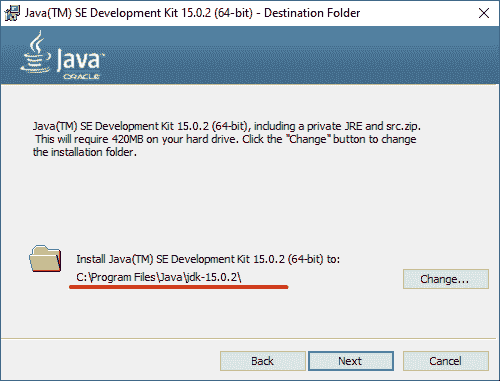 Java(TM) SE Development Kit 15.0.2 (64-bit) - Destination Folder
Java
ORACLE
Java(TM) SE Development Kit 15.0.2 (64-bit), including a private JRE and src.zip.
This will require 420MB on your hard drive. Click the "Change" button to change
the installation folder.
Install Java(TM) SE Development Kit 15.0.2 (64-bit) to:
C:\Program Files\Java\jdk-15.0.2\
Change...
Back
Next
Cancel